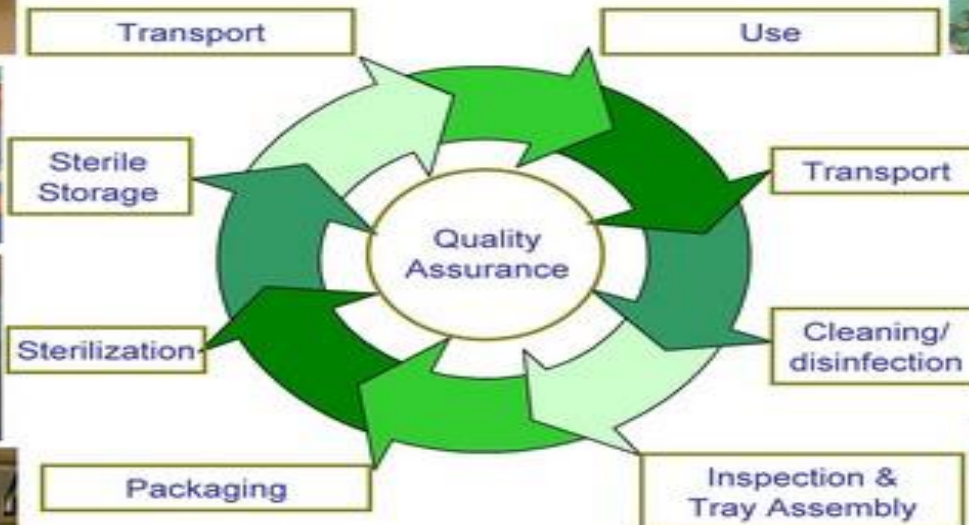 Transport
Use
Sterile
Storage
Transport
Quality
Assurance
Sterilization
Cleaning/
disinfection
Packaging
Inspection &
Tray Assembly